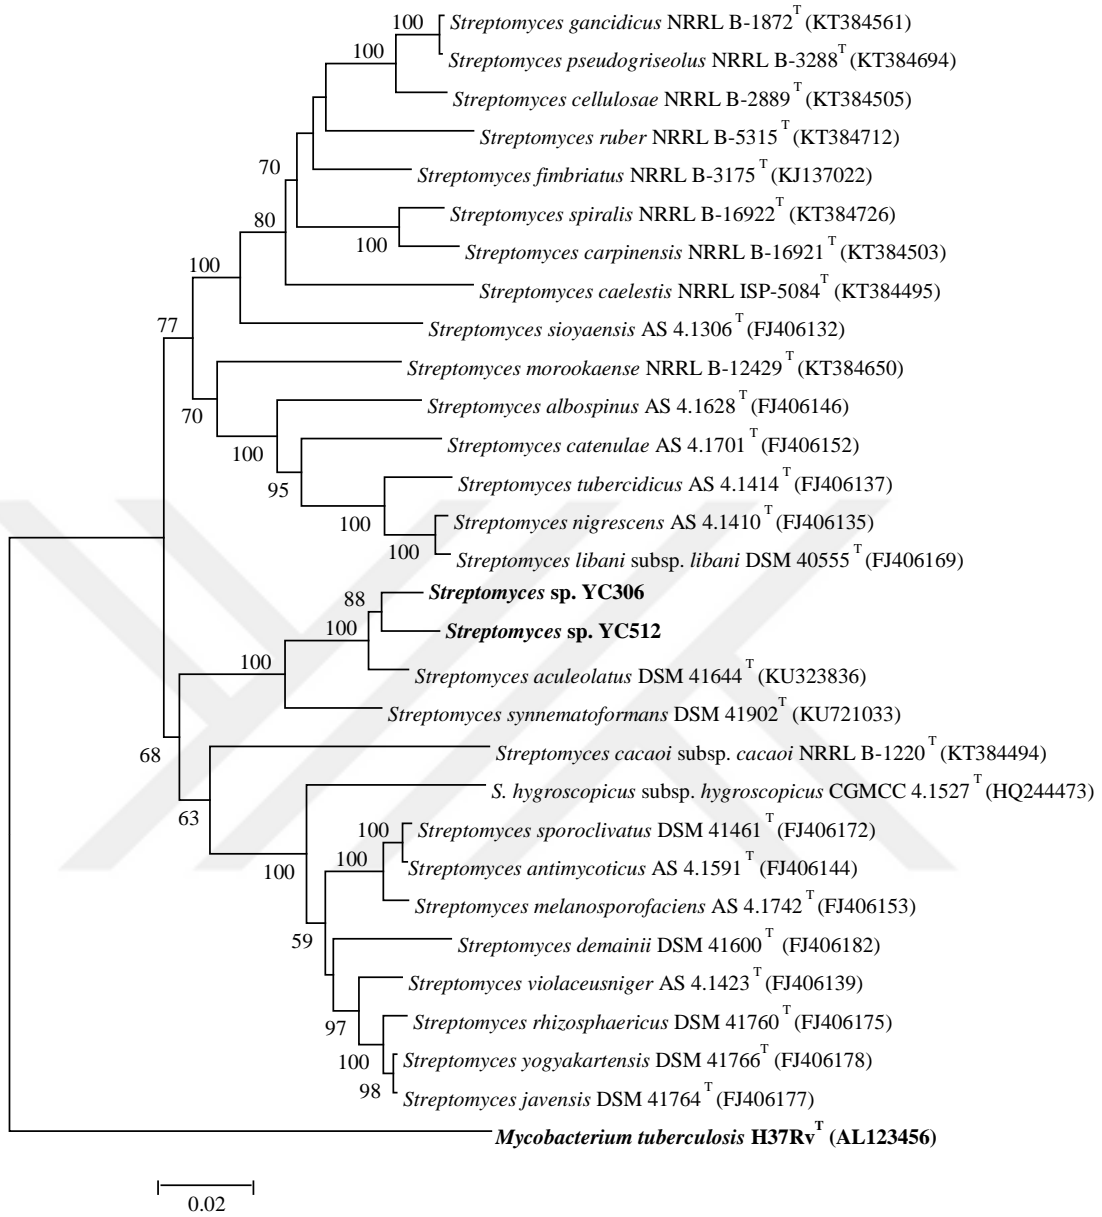 100
Streptomyces gancidicus NRRL B-1872T (KT384561)
100
Streptomyces pseudogriseolus NRRL B-3288T (KT384694)
Streptomyces cellulosae NRRL B-2889T (KT384505)
Streptomyces ruber NRRL B-5315T (KT384712)
70
Streptomyces fimbriatus NRRL B-3175T (KJ137022)
80
Streptomyces spiralis NRRL B-16922T (KT384726)
100
Streptomyces carpinensis NRRL B-16921T (KT384503)
100
Streptomyces caelestis NRRL ISP-5084T (KT384495)
77
Streptomyces sioyaensis AS 4.1306T (FJ406132)
Streptomyces morookaense NRRL B-12429T (KT384650)
70
Streptomyces albospinus AS 4.1628T (FJ406146)
100
Streptomyces catenulae AS 4.1701T (FJ406152)
95
Streptomyces tubercidicus AS 4.1414T (FJ406137)
100
Streptomyces nigrescens AS 4.1410T (FJ406135)
100
Streptomyces libani subsp. libani DSM 40555T (FJ406169)
88
Streptomyces sp. YC306
100
Streptomyces sp. YC512
100
Streptomyces aculeolatus DSM 41644T (KU323836)
Streptomyces synnematoformans DSM 41902T (KU721033)
68
Streptomyces cacaoi subsp. cacaoi NRRL B-1220T (KT384494)
S. hygroscopicus subsp. hygroscopicus CGMCC 4.1527T (HQ244473)
63
100
Streptomyces sporoclivatus DSM 41461T (FJ406172)
100
100
Streptomyces antimycoticus AS 4.1591T (FJ406144)
Streptomyces melanosporofaciens AS 4.1742T (FJ406153)
59
Streptomyces demainii DSM 41600T (FJ406182)
Streptomyces violaceusniger AS 4.1423T (FJ406139)
97
Streptomyces rhizosphaericus DSM 41760T (FJ406175)
100
Streptomyces yogyakartensis DSM 41766T (FJ406178)
98
Streptomyces javensis DSM 41764T (FJ406177)
Mycobacterium tuberculosis H37RvT (AL123456)
0.02